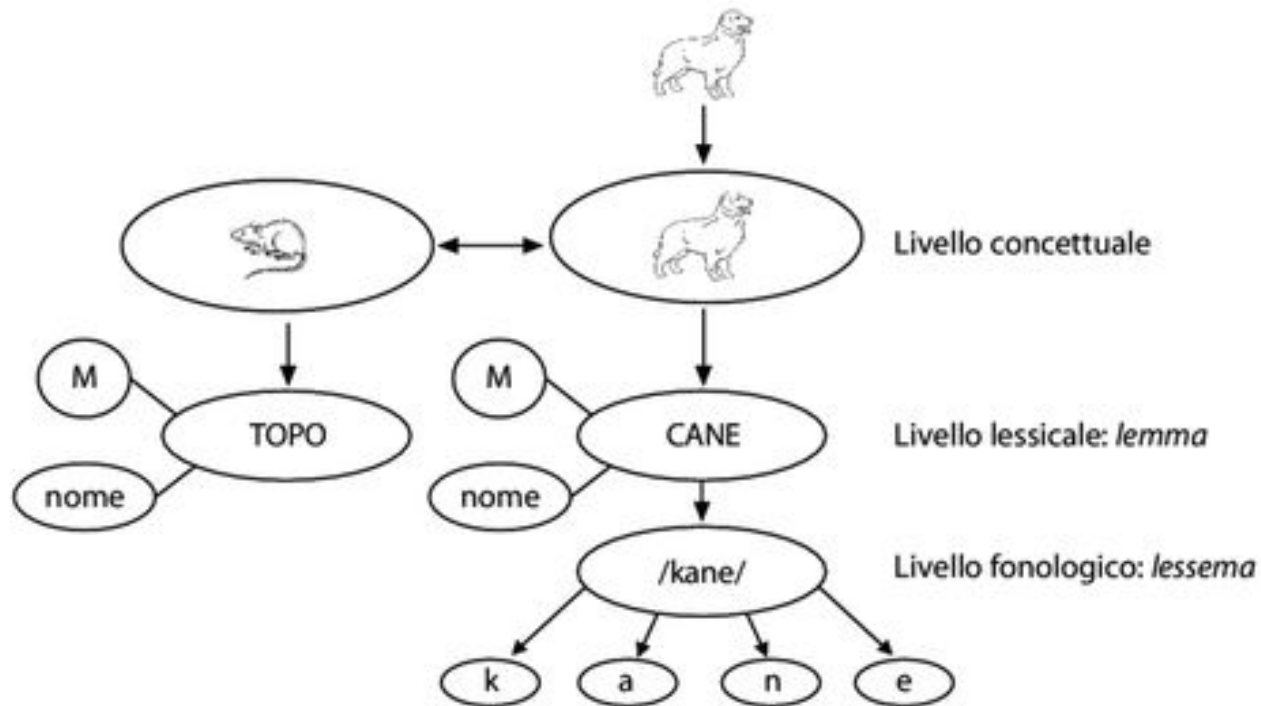 Livello concettuale
M
M
TOPO
CANE
Livello lessicale: lemma
nome
nome
/kane/
Livello fonologico: lessema
k
a
n
e